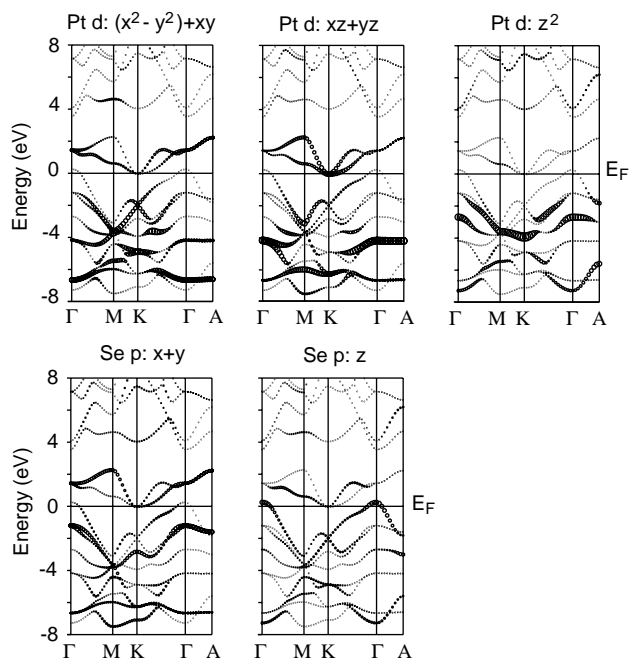 Pt d: (x² - y²)+xy
Pt d: xz+yz
Pt d: z²
Energy (eV)
8
4
0
-4
-8
E_F
Γ M K Γ A
Γ M K Γ A
Γ M K Γ A
Se p: x+y
Se p: z
Energy (eV)
8
4
0
-4
-8
E_F
Γ M K Γ A
Γ M K Γ A